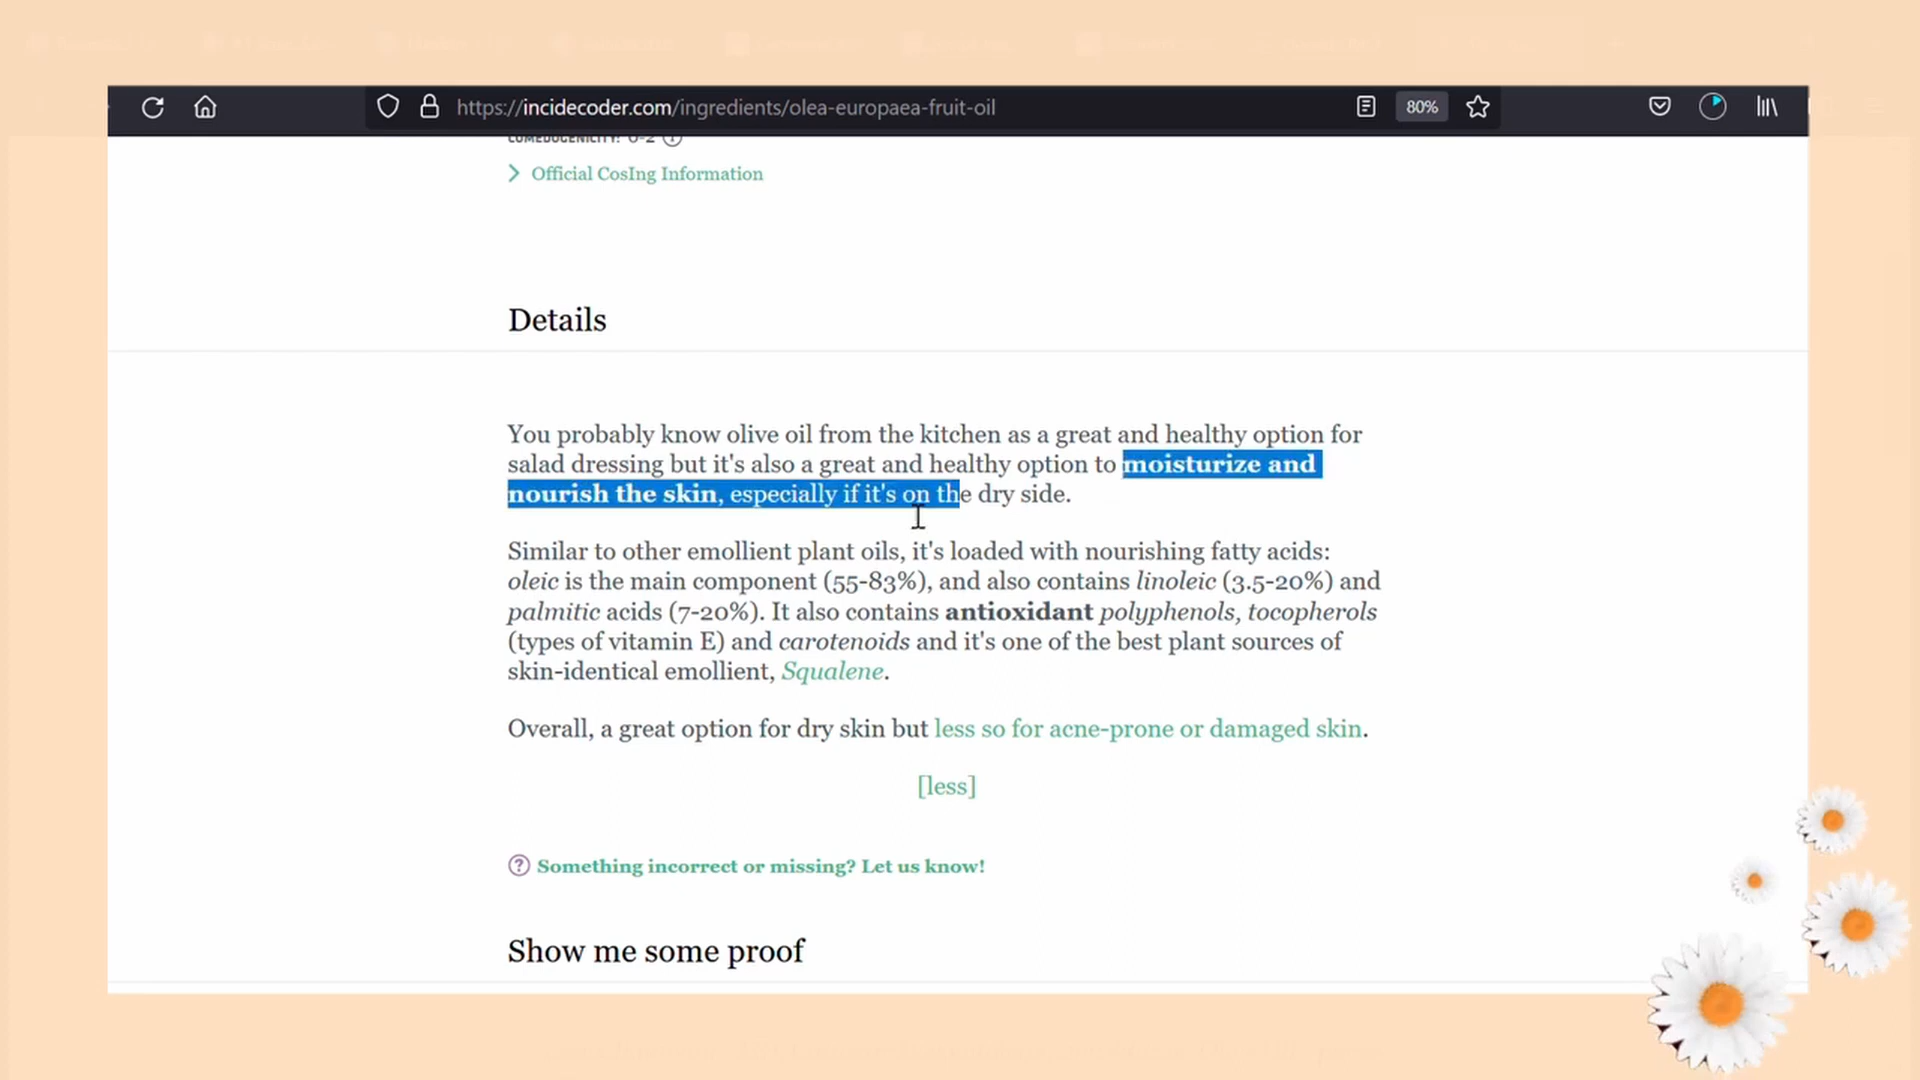 https://incidecoder.com/ingredients/olea-europaea-fruit-oil
80%
COMEDOGENICITY: 0-2
Official CosIng Information
Details
You probably know olive oil from the kitchen as a great and healthy option for
salad dressing but it's also a great and healthy option to moisturize and
nourish the skin, especially if it's on the dry side.
Similar to other emollient plant oils, it's loaded with nourishing fatty acids:
oleic is the main component (55-83%), and also contains linoleic (3.5-20%) and
palmitic acids (7-20%). It also contains antioxidant polyphenols, tocopherols
(types of vitamin E) and carotenoids and it's one of the best plant sources of
skin-identical emollient, Squalene.
Overall, a great option for dry skin but less so for acne-prone or damaged skin.
[less]
Something incorrect or missing? Let us know!
Show me some proof